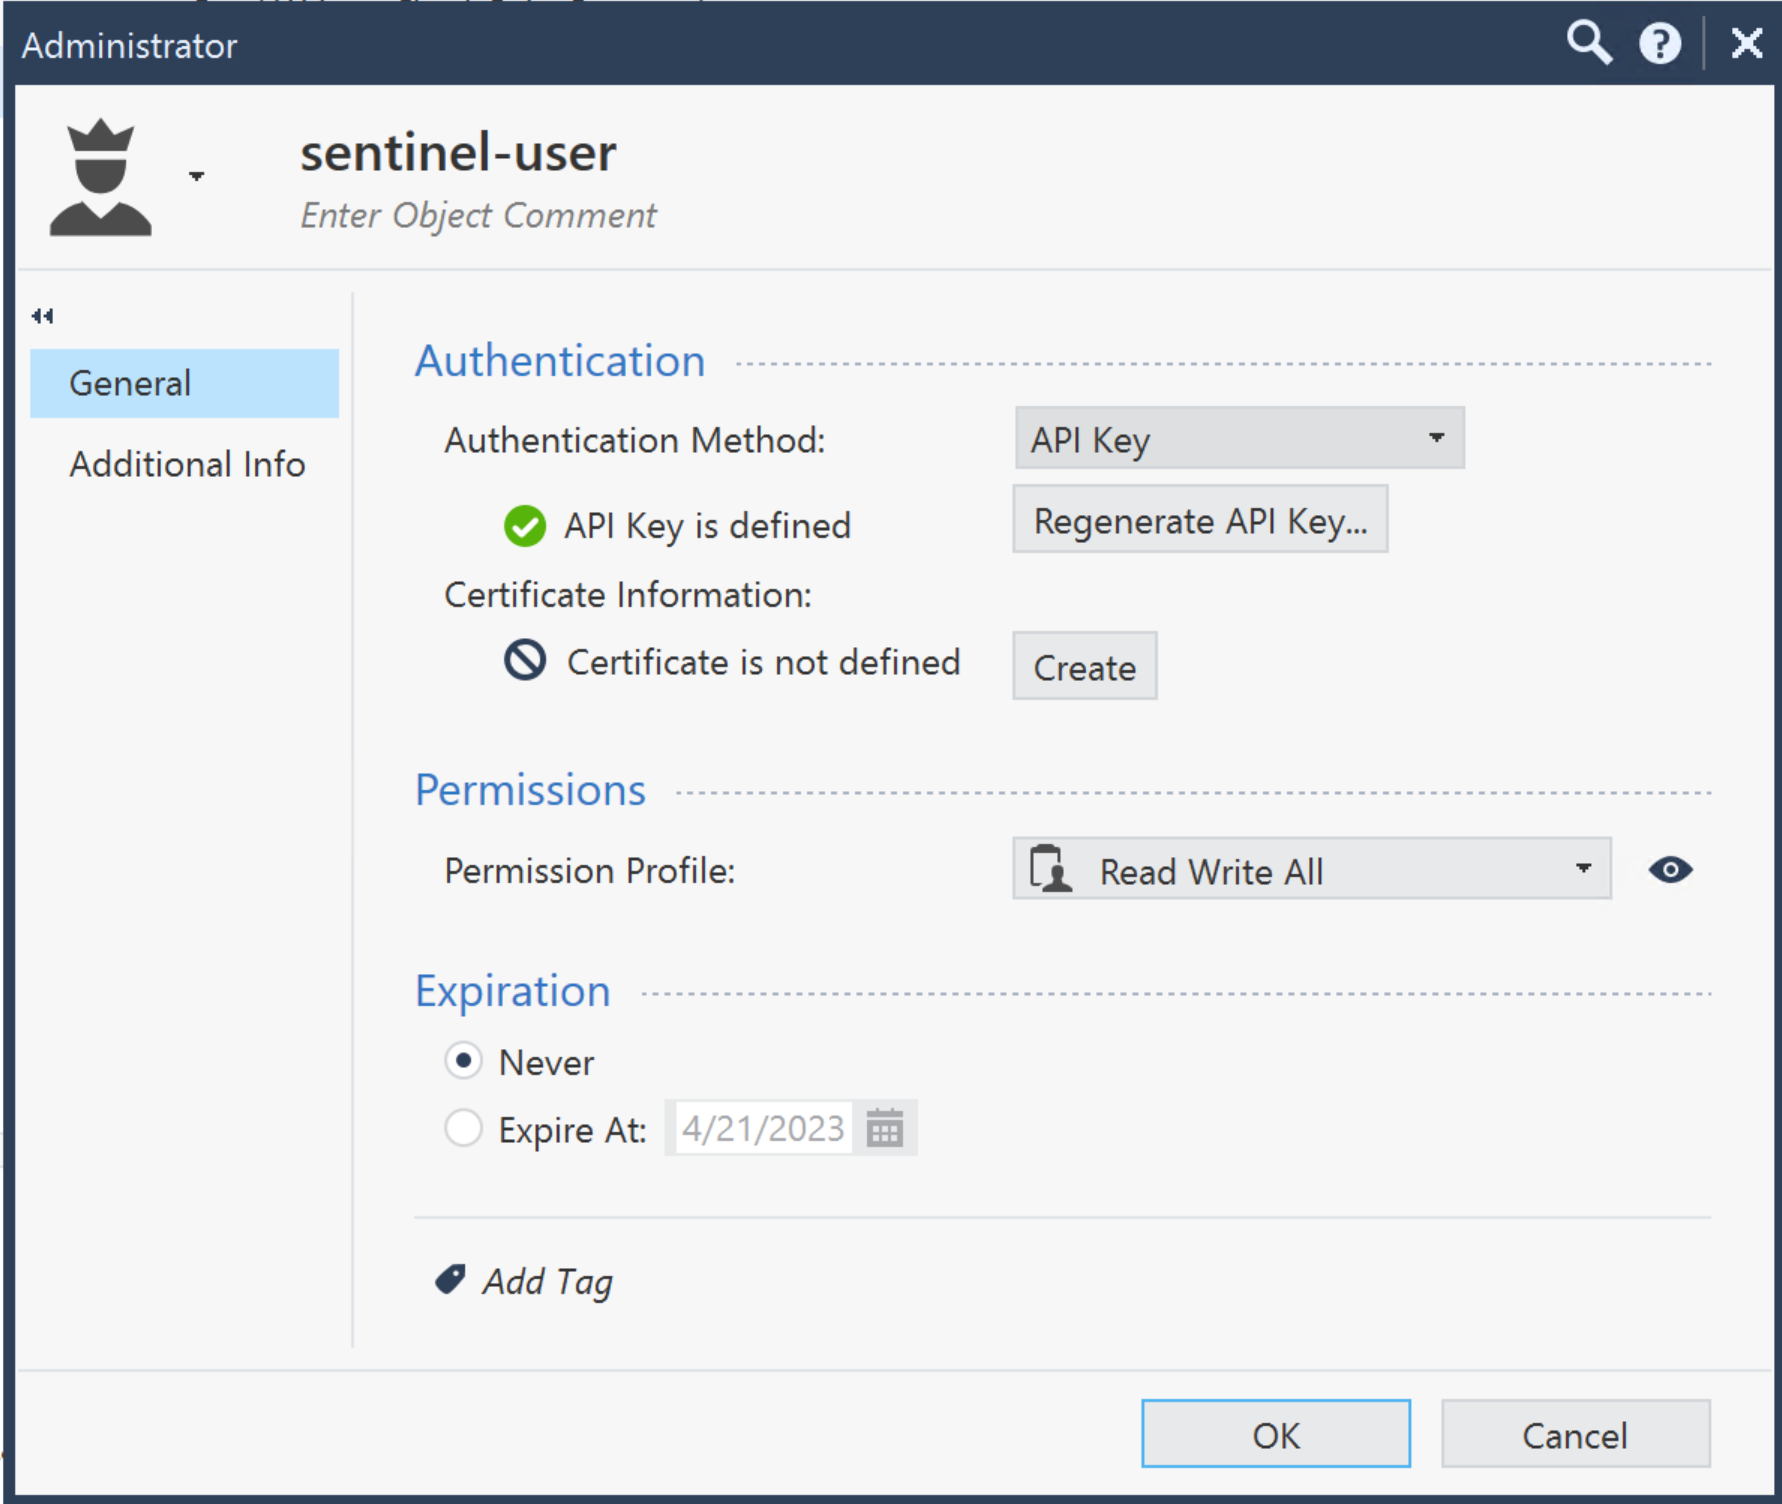 Administrator
sentinel-user
Enter Object Comment
General
Additional Info
Authentication
Authentication Method: API Key
API Key is defined Regenerate API Key...
Certificate Information:
Certificate is not defined Create
Permissions
Permission Profile: Read Write All
Expiration
Never
Expire At: 4/21/2023
Add Tag
OK Cancel